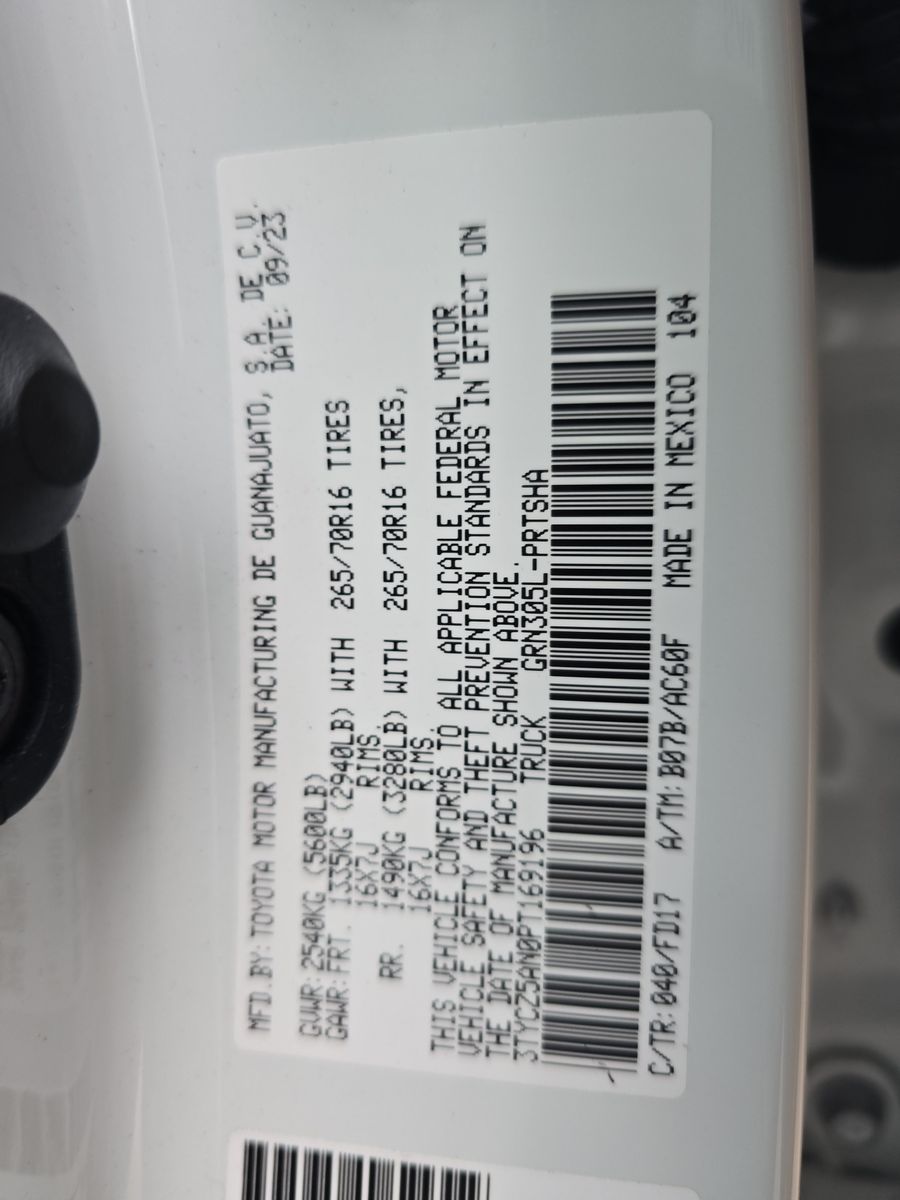 MFD.BY: TOYOTA MOTOR MANUFACTURING DE GUANAJUATO, S.A. DE C.V.
DATE: 09/23
GVWR: 2540KG (5600LB)
GAWR: FRT. 1335KG (2940LB) WITH 265/70R16 TIRES
16X7J RIMS,
RR. 1490KG (3280LB) WITH 265/70R16 TIRES,
16X7J RIMS.
THIS VEHICLE CONFORMS TO ALL APPLICABLE FEDERAL MOTOR
VEHICLE SAFETY AND THEFT PREVENTION STANDARDS IN EFFECT ON
THE DATE OF MANUFACTURE SHOWN ABOVE.
3TYCZ5AN0PT169196 TRUCK GRN305L-PRTSHA
C/TR: 040/FD17 A/TM: B07B/AC60F MADE IN MEXICO 104